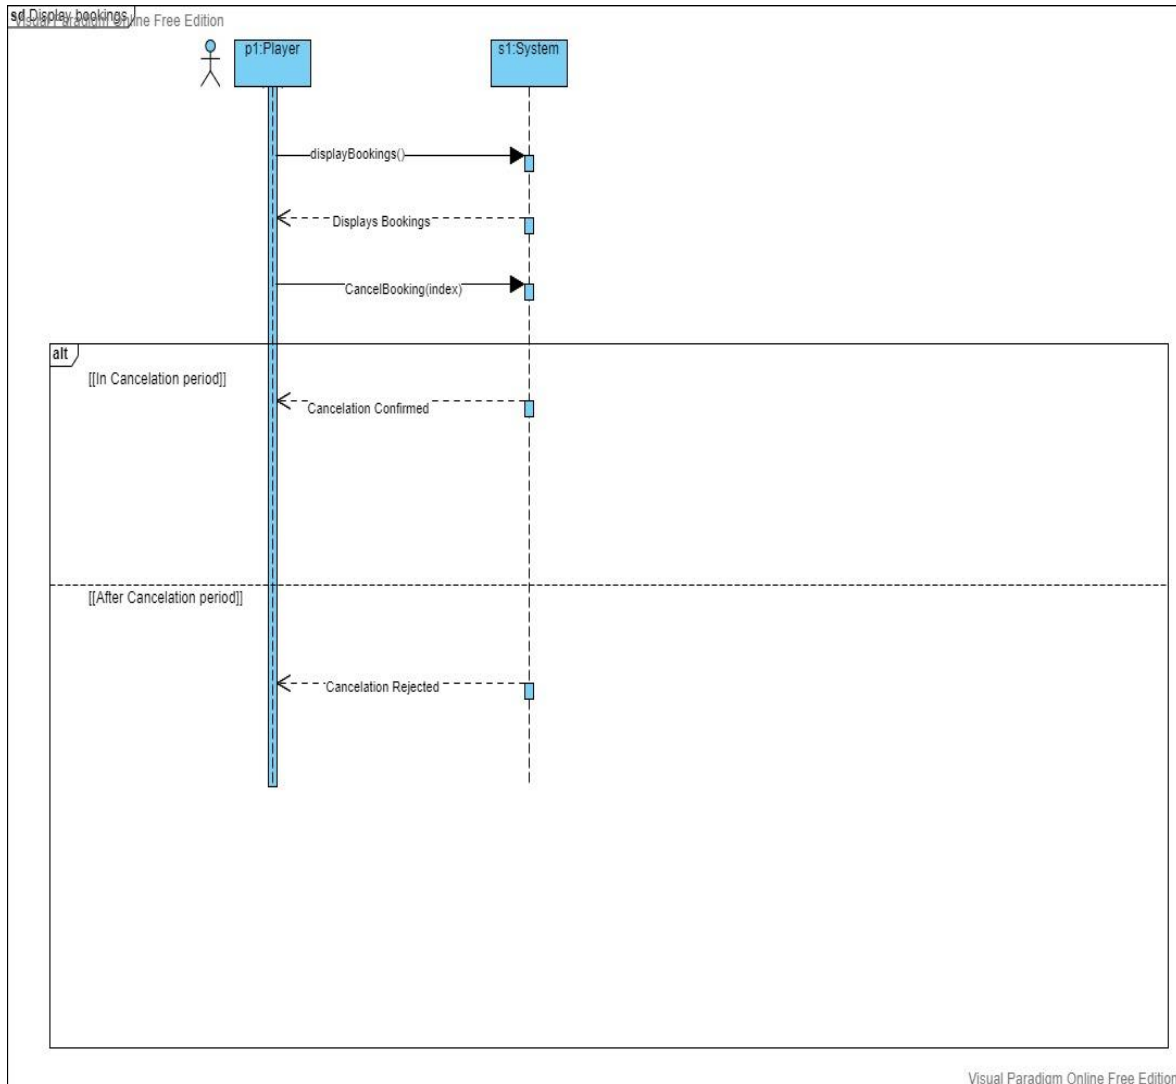 sd Display bookings
Visual Paradigm Online Free Edition
p1:Player
s1:System
displayBookings()
Displays Bookings
CancelBooking(index)
alt
[[In Cancelation period]]
Cancelation Confirmed
[[After Cancelation period]]
Cancelation Rejected
Visual Paradigm Online Free Edition